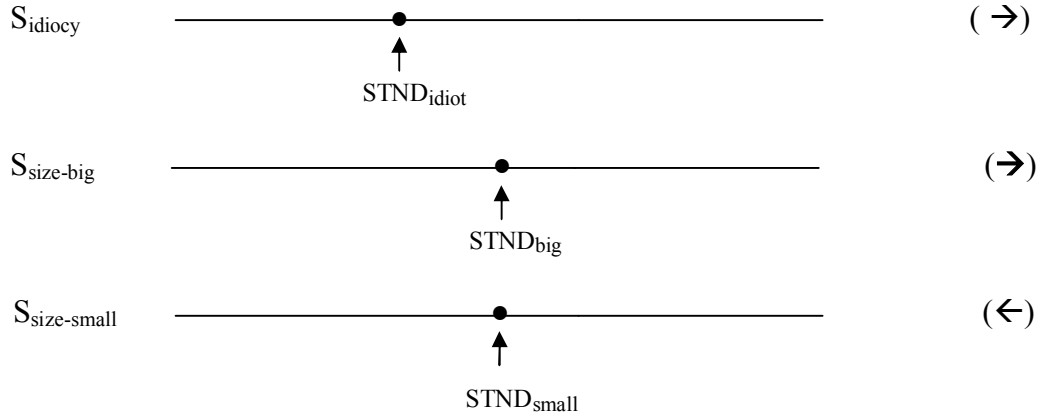 S_idiocy (→)
STND_idiot
S_size-big (→)
STND_big
S_size-small (←)
STND_small